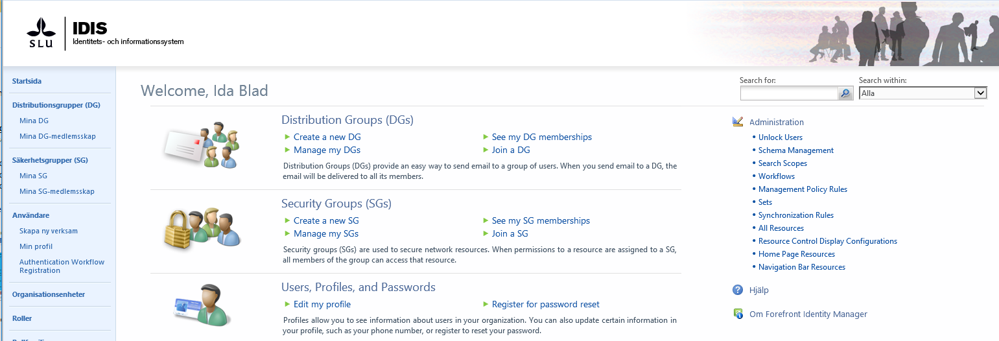 SLU
IDIS
Identitets- och informationssystem
Startsida
Distributionsgrupper (DG)
Mina DG
Mina DG-medlemsskap
Säkerhetsgrupper (SG)
Mina SG
Mina SG-medlemsskap
Användare
Skapa ny verksam
Min profil
Authentication Workflow
Registration
Organisationsenheter
Roller
Welcome, Ida Blad
Search for:
Search within:
Alla
Distribution Groups (DGs)
Create a new DG
See my DG memberships
Manage my DGs
Join a DG
Distribution Groups (DGs) provide an easy way to send email to a group of users. When you send email to a DG, the
email will be delivered to all its members.
Security Groups (SGs)
Create a new SG
See my SG memberships
Manage my SGs
Join a SG
Security groups (SGs) are used to secure network resources. When permissions to a resource are assigned to a SG,
all members of the group can access that resource.
Users, Profiles, and Passwords
Edit my profile
Register for password reset
Profiles allow you to see information about users in your organization. You can also update certain information in
your profile, such as your phone number, or register to reset your password.
Administration
Unlock Users
Schema Management
Search Scopes
Workflows
Management Policy Rules
Sets
Synchronization Rules
All Resources
Resource Control Display Configurations
Home Page Resources
Navigation Bar Resources
Hjälp
Om Forefront Identity Manager